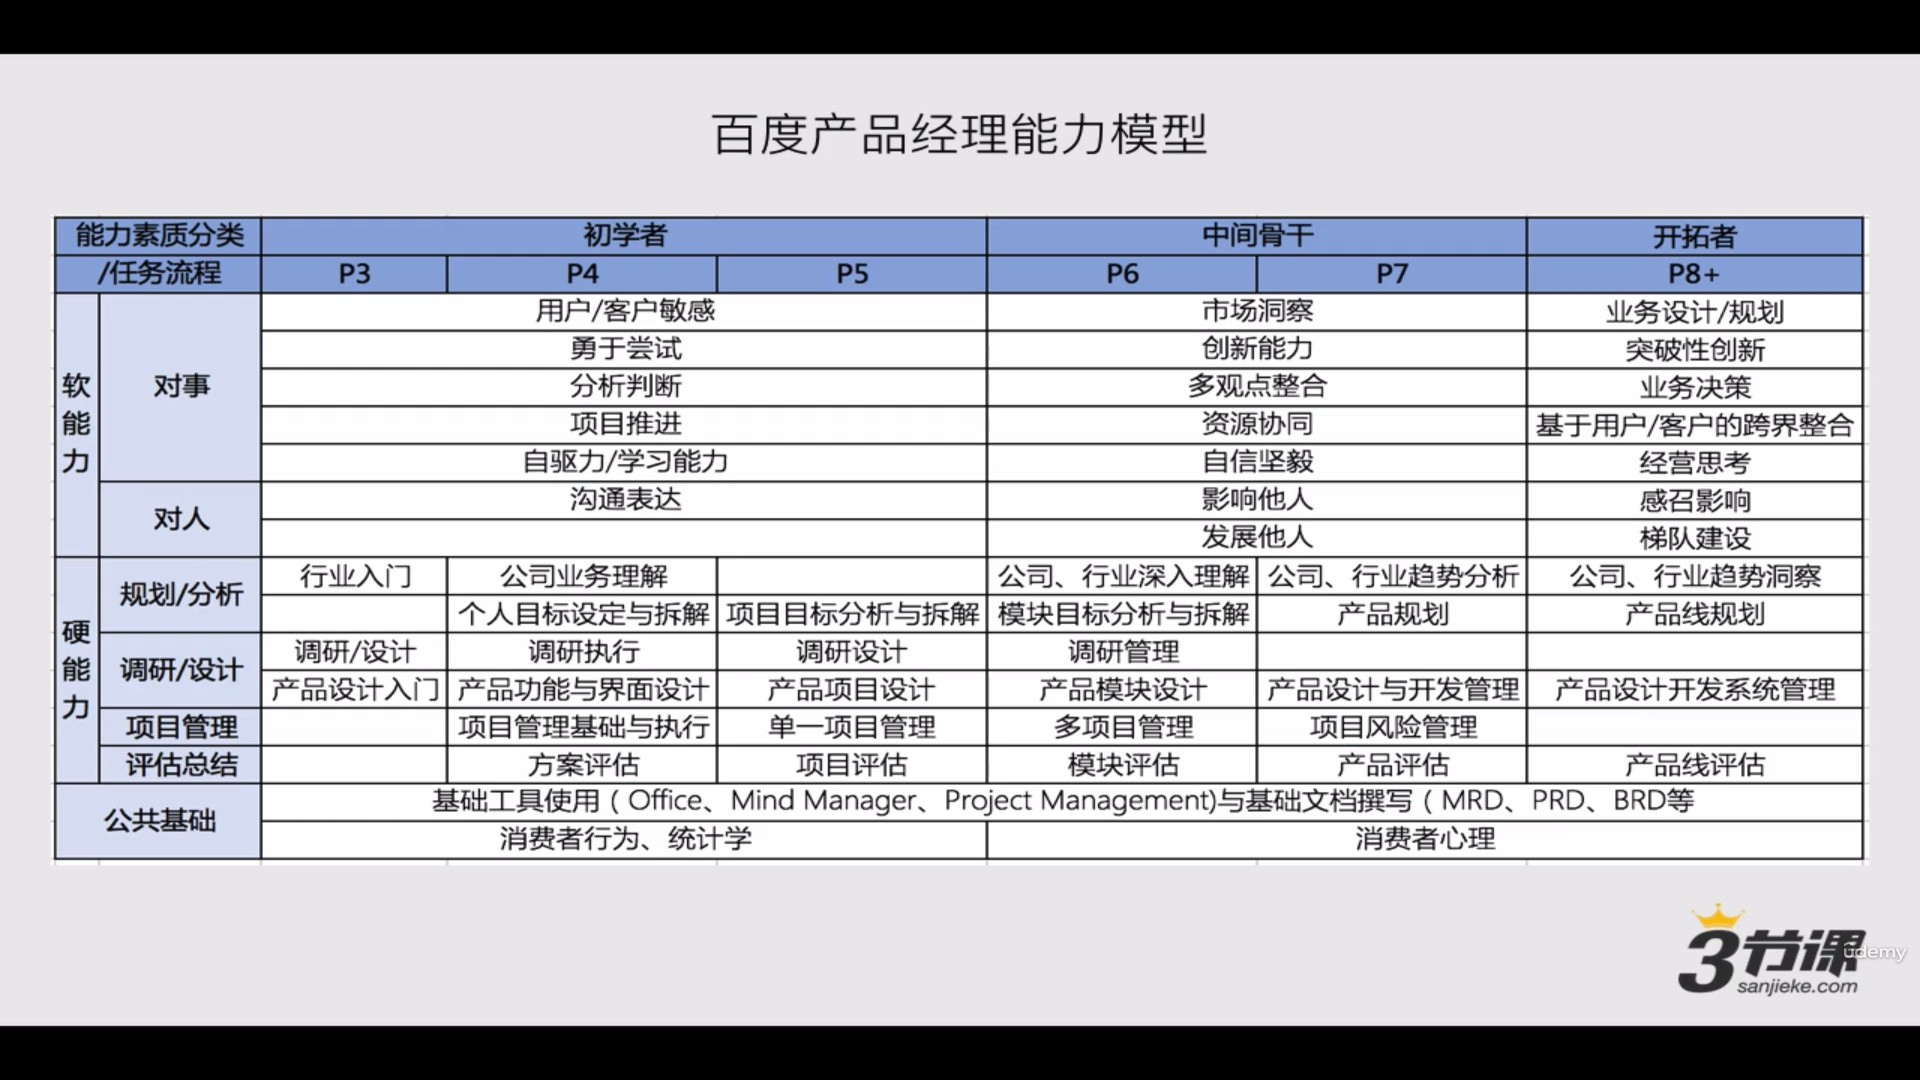 百度产品经理能力模型
能力素质分类 初学者 中间骨干 开拓者
/任务流程 P3 P4 P5 P6 P7 P8+
软能力 对事 用户/客户敏感 市场洞察 业务设计/规划
勇于尝试 创新能力 突破性创新
分析判断 多观点整合 业务决策
项目推进 资源协同 基于用户/客户的跨界整合
自驱力/学习能力 自信坚毅 经营思考
对人 沟通表达 影响他人 感召影响
发展他人 梯队建设
硬能力 规划/分析 行业入门 公司业务理解 公司、行业深入理解 公司、行业趋势分析 公司、行业趋势洞察
个人目标设定与拆解 项目目标分析与拆解 模块目标分析与拆解 产品规划 产品线规划
调研/设计 调研/设计 调研执行 调研设计 调研管理
产品设计入门 产品功能与界面设计 产品项目设计 产品模块设计 产品设计与开发管理 产品设计开发系统管理
项目管理 项目管理基础与执行 单一项目管理 多项目管理 项目风险管理
评估总结 方案评估 项目评估 模块评估 产品评估 产品线评估
公共基础 基础工具使用（Office、Mind Manager、Project Management)与基础文档撰写（MRD、PRD、BRD等
消费者行为、统计学 消费者心理
3节课
sanjieke.com
ûdemy